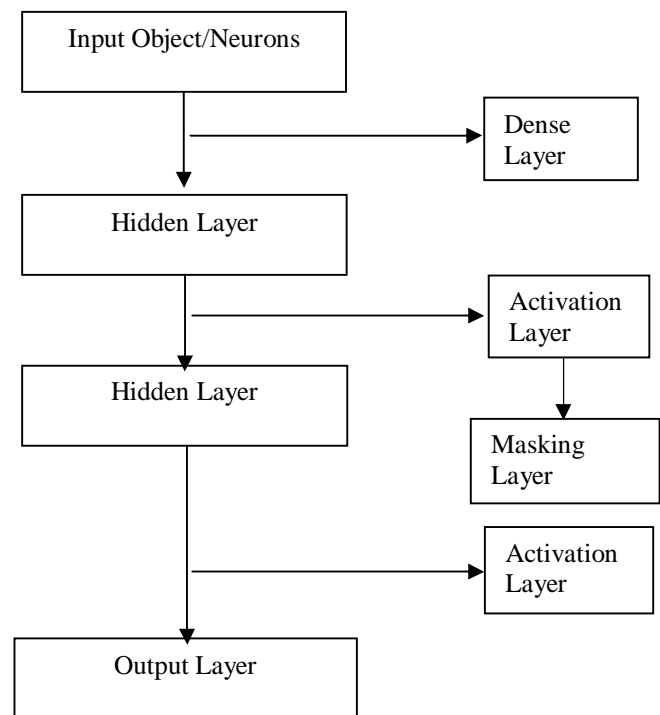 Input Object/Neurons
Dense
Layer
Hidden Layer
Activation
Layer
Hidden Layer
Masking
Layer
Activation
Layer
Output Layer